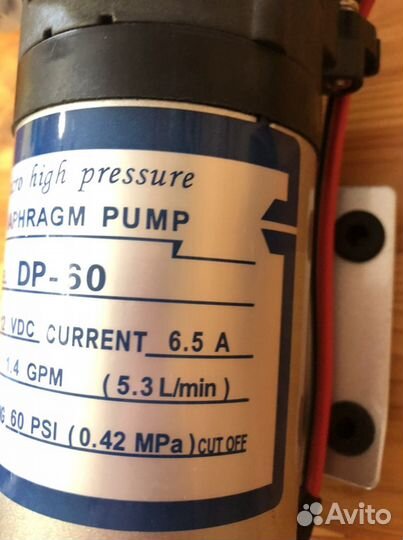 cro high pressure
APHRAGM PUMP
DP-60
2 VDC CURRENT 6.5 A
1.4 GPM (5.3 L/min)
G 60 PSI (0.42 MPa) CUT OFF
Avito